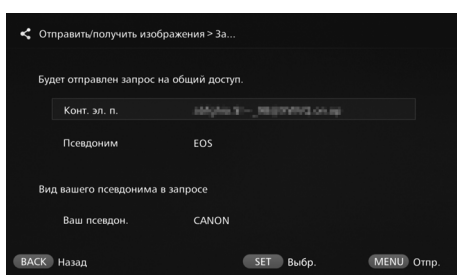 Отправить/получить изображения > За...
Будет отправлен запрос на общий доступ.
Конт. эл. п.
Псевдоним EOS
Вид вашего псевдонима в запросе
Ваш псевдон. CANON
BACK Назад SET Выбр. MENU Отпр.